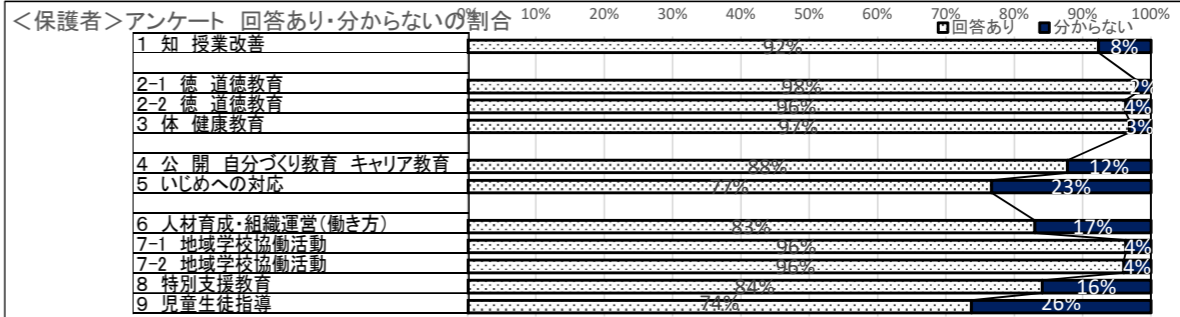 <保護者>アンケート 回答あり・分からないの割合
0% 10% 20% 30% 40% 50% 60% 70% 80% 90% 100%
回答あり 分からない
1 知 授業改善 92% 8%
2-1 徳 道徳教育 98% 2%
2-2 徳 道徳教育 96% 4%
3 体 健康教育 97% 3%
4 公 開 自分づくり教育 キャリア教育 88% 12%
5 いじめへの対応 77% 23%
6 人材育成・組織運営(働き方) 83% 17%
7-1 地域学校協働活動 96% 4%
7-2 地域学校協働活動 96% 4%
8 特別支援教育 84% 16%
9 児童生徒指導 74% 26%